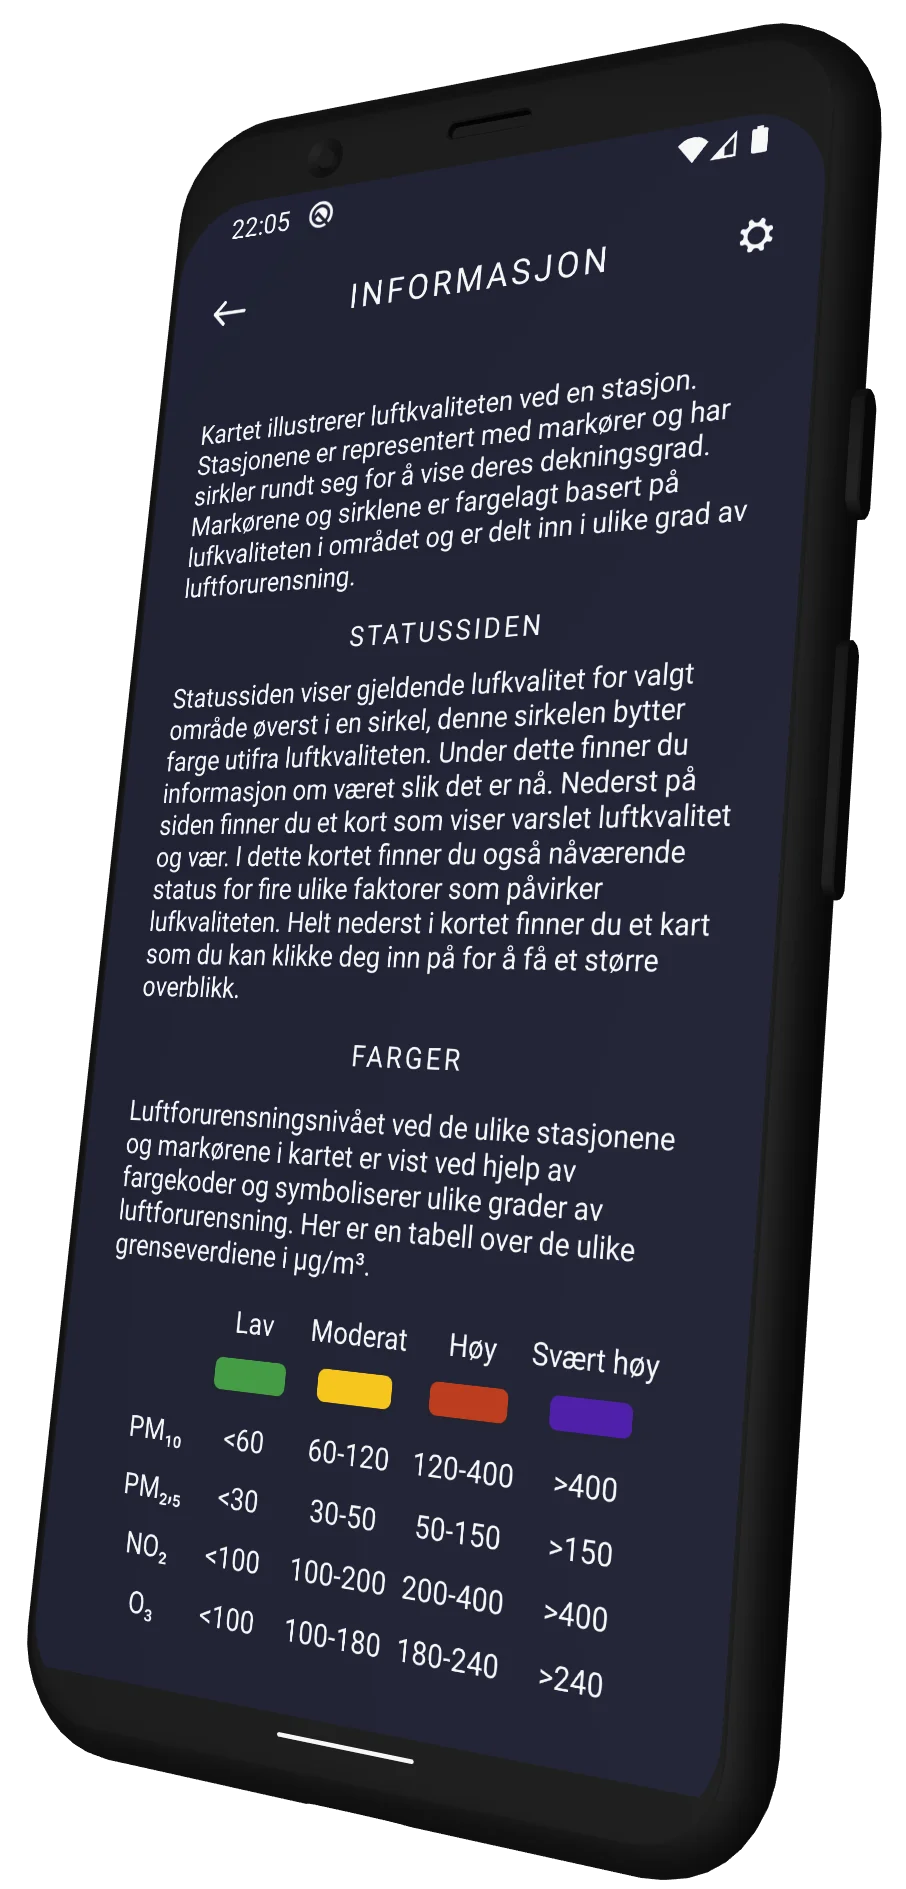 22:05
INFORMASJON
Kartet illustrerer luftkvaliteten ved en stasjon.
Stasjonene er representert med markører og har
sirkler rundt seg for å vise deres dekningsgrad.
Markørene og sirklene er fargelagt basert på
lufkvaliteten i området og er delt inn i ulike grad av
luftforurensning.
STATUSSIDEN
Statussiden viser gjeldende lufkvalitet for valgt
område øverst i en sirkel, denne sirkelen bytter
farge utifra luftkvaliteten. Under dette finner du
informasjon om været slik det er nå. Nederst på
siden finner du et kort som viser varslet luftkvalitet
og vær. I dette kortet finner du også nåværende
status for fire ulike faktorer som påvirker
lufkvaliteten. Helt nederst i kortet finner du et kart
som du kan klikke deg inn på for å få et større
overblikk.
FARGER
Luftforurensningsnivået ved de ulike stasjonene
og markørene i kartet er vist ved hjelp av
fargekoder og symboliserer ulike grader av
luftforurensning. Her er en tabell over de ulike
grenseverdiene i µg/m³.
Lav Moderat Høy Svært høy
PM₁₀ <60 60-120 120-400 >400
PM₂,₅ <30 30-50 50-150 >150
NO₂ <100 100-200 200-400 >400
O₃ <100 100-180 180-240 >240